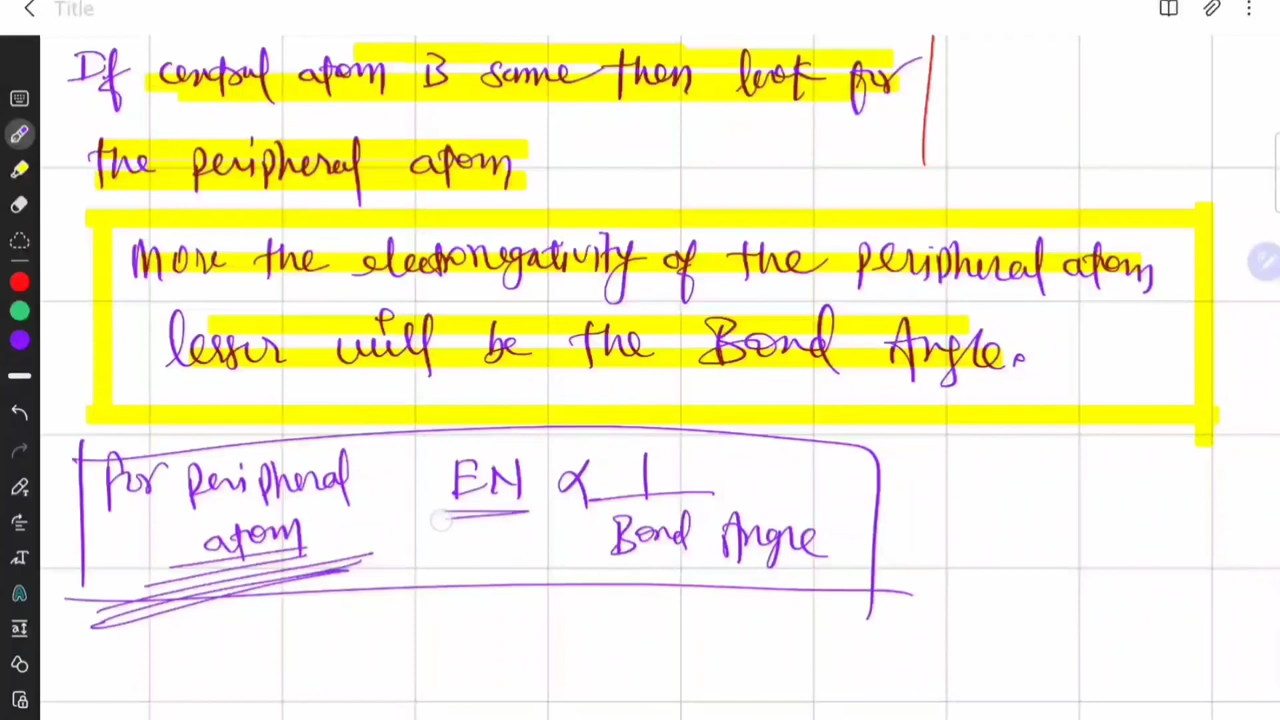 Title
If central atom is same then look for
the peripheral atom
More the electronegativity of the peripheral atom
lesser will be the Bond Angle.
for peripheral atom EN ∝ 1 / Bond Angle